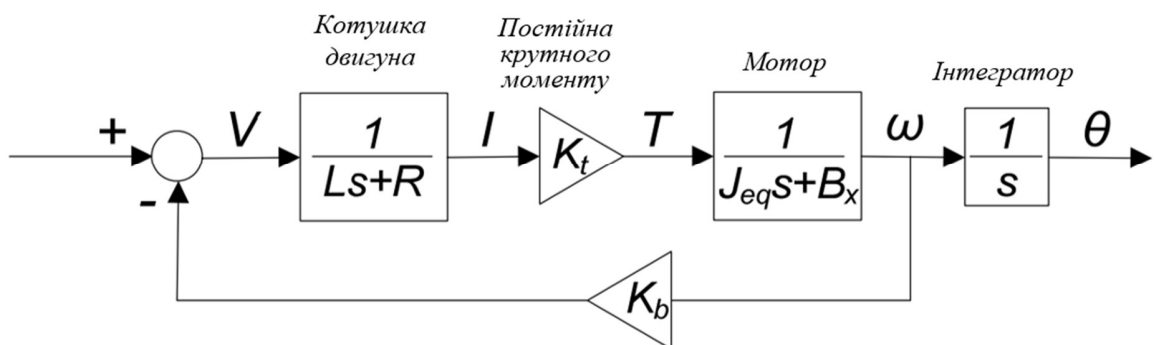 Котушка
двигуна
Постійна
крутного
моменту
Мотор
Інтегратор
+
-
V
1
Ls+R
I
Kt
T
1
Jeqs+Bx
ω
1
s
θ
Kb